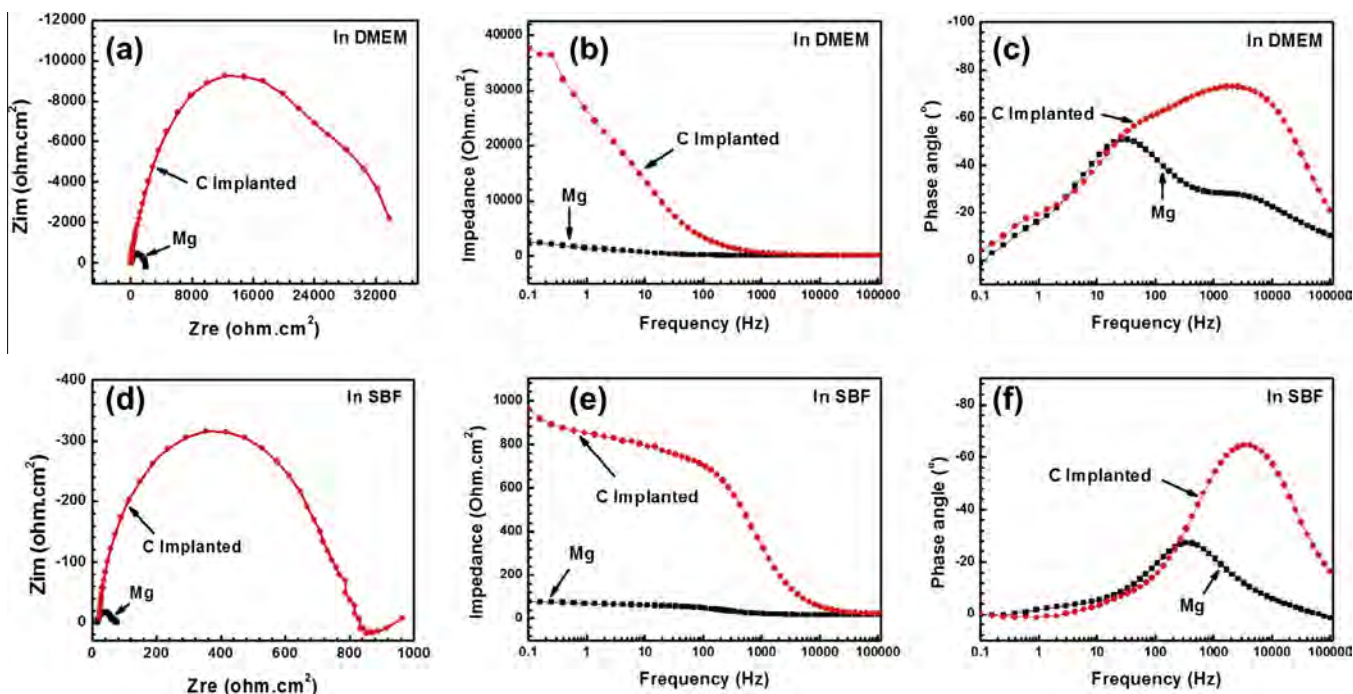 (a)
In DMEM
-12000
-10000
-8000
-6000
-4000
-2000
0
Zim (ohm.cm²)
C Implanted
Mg
0 8000 16000 24000 32000
Zre (ohm.cm²)
(b)
In DMEM
40000
30000
20000
10000
0
Impedance (Ohm.cm²)
C Implanted
Mg
0.1 1 10 100 1000 10000 100000
Frequency (Hz)
(c)
In DMEM
-100
-80
-60
-40
-20
0
Phase angle (°)
C Implanted
Mg
0.1 1 10 100 1000 10000 100000
Frequency (Hz)
(d)
In SBF
-400
-300
-200
-100
0
Zim (ohm.cm²)
C Implanted
Mg
0 200 400 600 800 1000
Zre (ohm.cm²)
(e)
In SBF
1000
800
600
400
200
0
Impedance (Ohm.cm²)
C Implanted
Mg
0.1 1 10 100 1000 10000 100000
Frequency (Hz)
(f)
In SBF
-80
-60
-40
-20
0
Phase angle (°)
C Implanted
Mg
0.1 1 10 100 1000 10000 100000
Frequency (Hz)